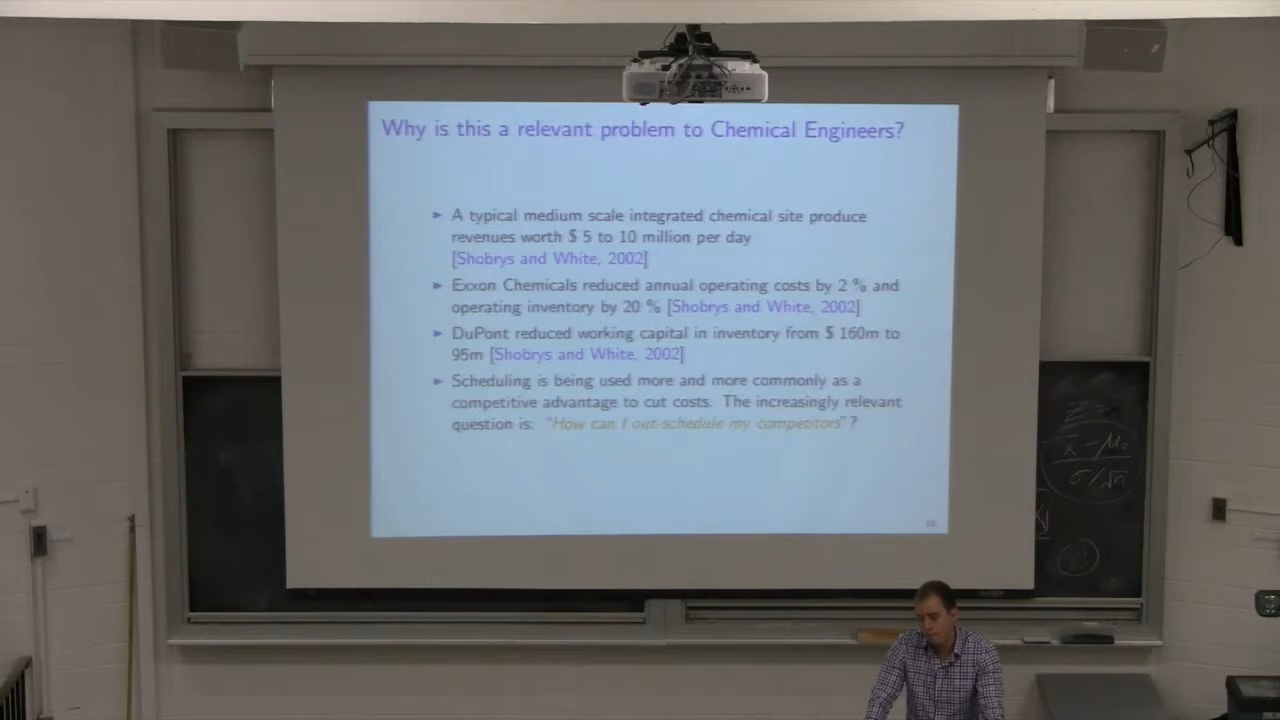 Why is this a relevant problem to Chemical Engineers?
A typical medium scale integrated chemical site produce
revenues worth $ 5 to 10 million per day
[Shobrys and White, 2002]
Exxon Chemicals reduced annual operating costs by 2 % and
operating inventory by 20 % [Shobrys and White, 2002]
DuPont reduced working capital in inventory from $ 160m to
95m [Shobrys and White, 2002]
Scheduling is being used more and more commonly as a
competitive advantage to cut costs. The increasingly relevant
question is: "How can I out-schedule my competitors"?
x̄ - μ₀
σ/√n